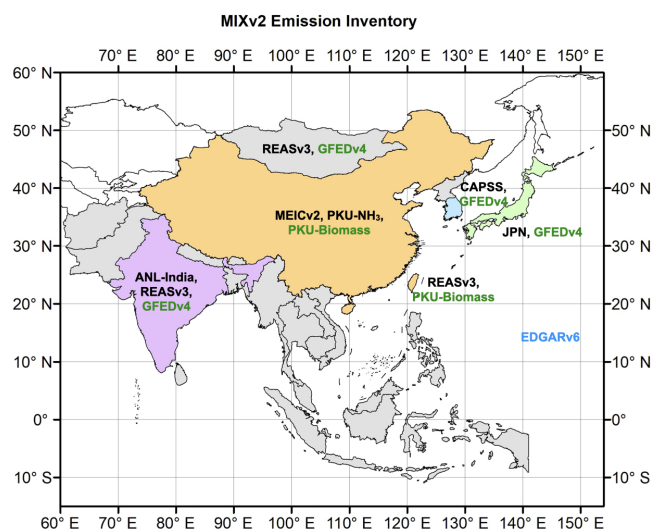 MIXv2 Emission Inventory
70° E 80° E 90° E 100° E 110° E 120° E 130° E 140° E 150° E
60° N 60° N
50° N 50° N
REASv3, GFEDv4
40° N 40° N
CAPSS,
GFEDv4
MEICv2, PKU-NH₃,
PKU-Biomass
JPN, GFEDv4
30° N 30° N
ANL-India,
REASv3,
GFEDv4
REASv3,
PKU-Biomass
20° N 20° N
EDGARv6
10° N 10° N
0° 0°
10° S 10° S
60° E 70° E 80° E 90° E 100° E 110° E 120° E 130° E 140° E 150° E